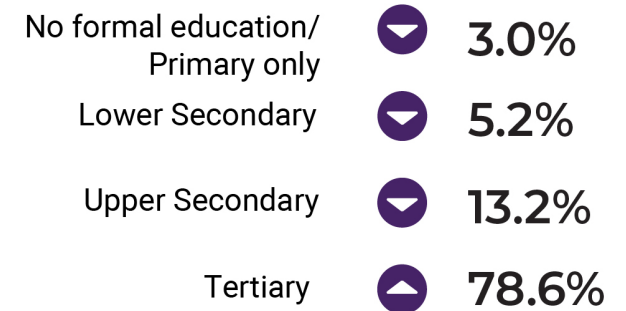 No formal education/
Primary only
3.0%
Lower Secondary
5.2%
Upper Secondary
13.2%
Tertiary
78.6%